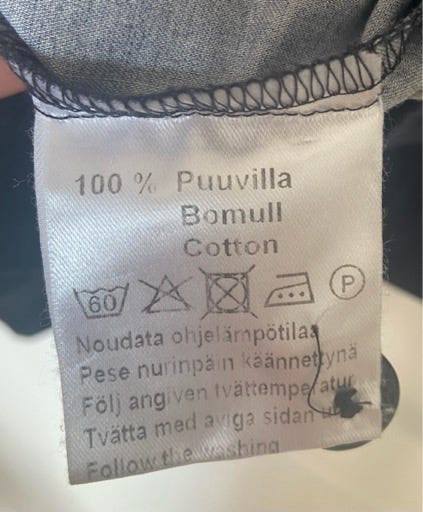 100 % Puuvilla
Bomull
Cotton
60 P
Noudata ohjelämpötilaa
Pese nurinpäin käännettynä
Följ angiven tvättemperatur
Tvätta med aviga sidan
Follow the washing